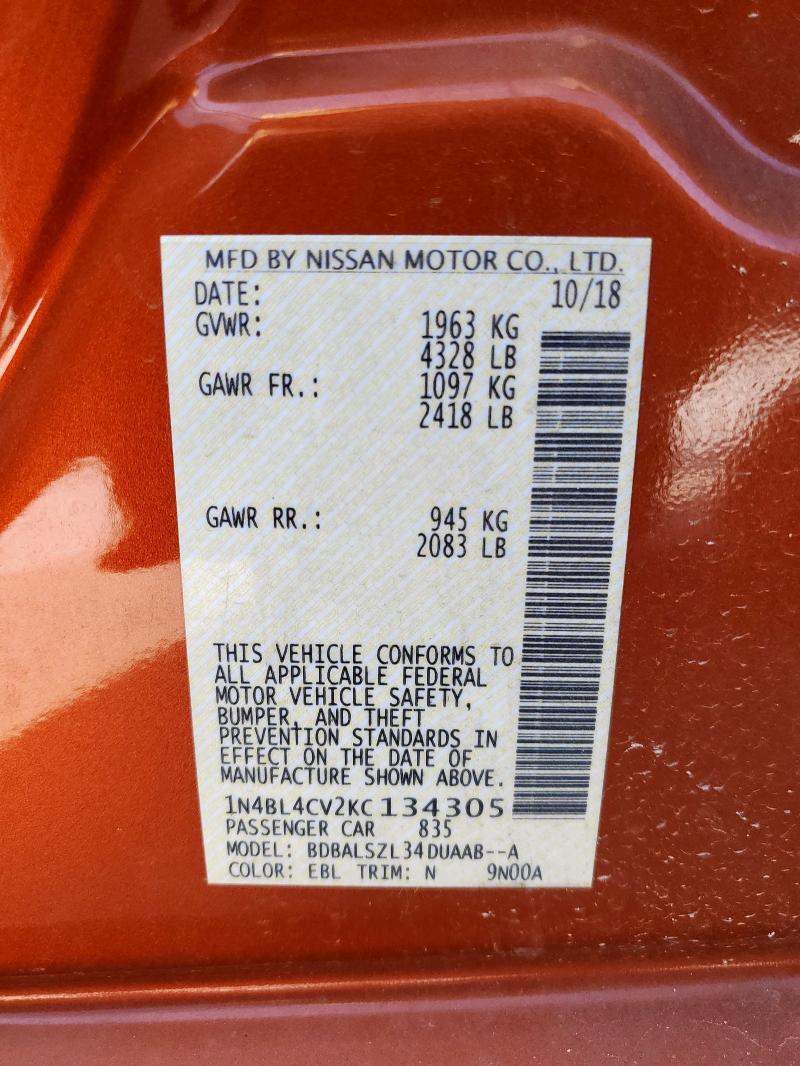 MFD BY NISSAN MOTOR CO., LTD.
DATE: 10/18
GVWR: 1963 KG
4328 LB
GAWR FR.: 1097 KG
2418 LB
GAWR RR.: 945 KG
2083 LB
THIS VEHICLE CONFORMS TO
ALL APPLICABLE FEDERAL
MOTOR VEHICLE SAFETY,
BUMPER, AND THEFT
PREVENTION STANDARDS IN
EFFECT ON THE DATE OF
MANUFACTURE SHOWN ABOVE.
1N4BL4CV2KC134305
PASSENGER CAR 835
MODEL: BDBALSZL34DUAAB--A
COLOR: EBL TRIM: N 9N00A